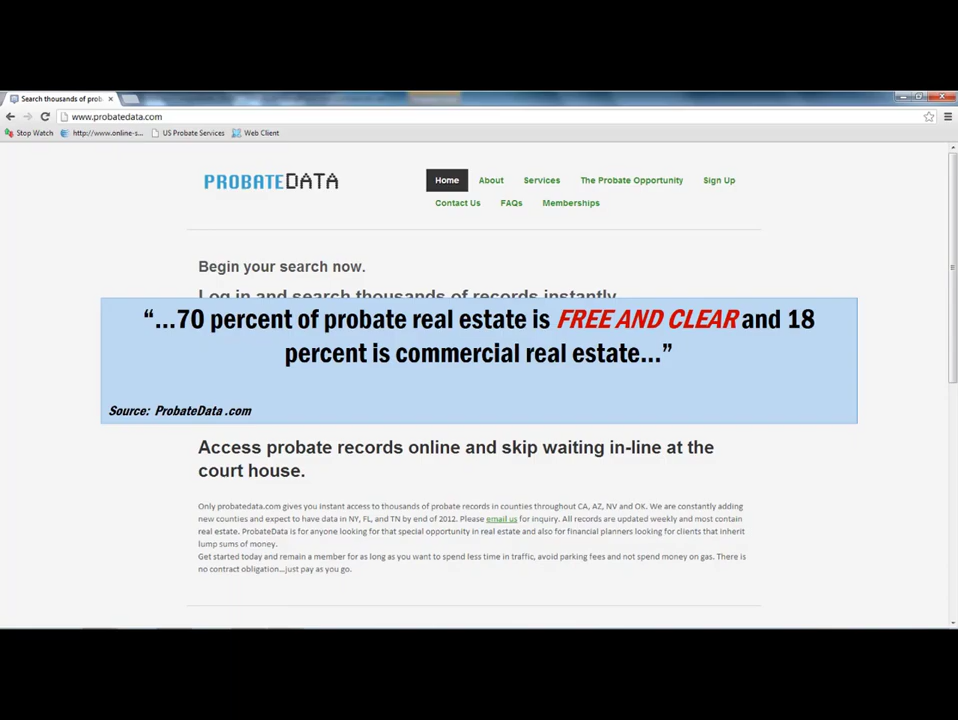 Search thousands of prob
www.probatedata.com
Stop Watch
http://www.online-s...
US Probate Services
Web Client
PROBATEDATA
Home About Services The Probate Opportunity Sign Up
Contact Us FAQs Memberships
Begin your search now.
Log in and search thousands of records instantly
“...70 percent of probate real estate is FREE AND CLEAR and 18
percent is commercial real estate...”
Source: ProbateData .com
Access probate records online and skip waiting in-line at the
court house.
Only probatedata.com gives you instant access to thousands of probate records in counties throughout CA, AZ, NV and OK. We are constantly adding
new counties and expect to have data in NY, FL, and TN by end of 2012. Please email us for inquiry. All records are updated weekly and most contain
real estate. ProbateData is for anyone looking for that special opportunity in real estate and also for financial planners looking for clients that inherit
lump sums of money.
Get started today and remain a member for as long as you want to spend less time in traffic, avoid parking fees and not spend money on gas. There is
no contract obligation...just pay as you go.